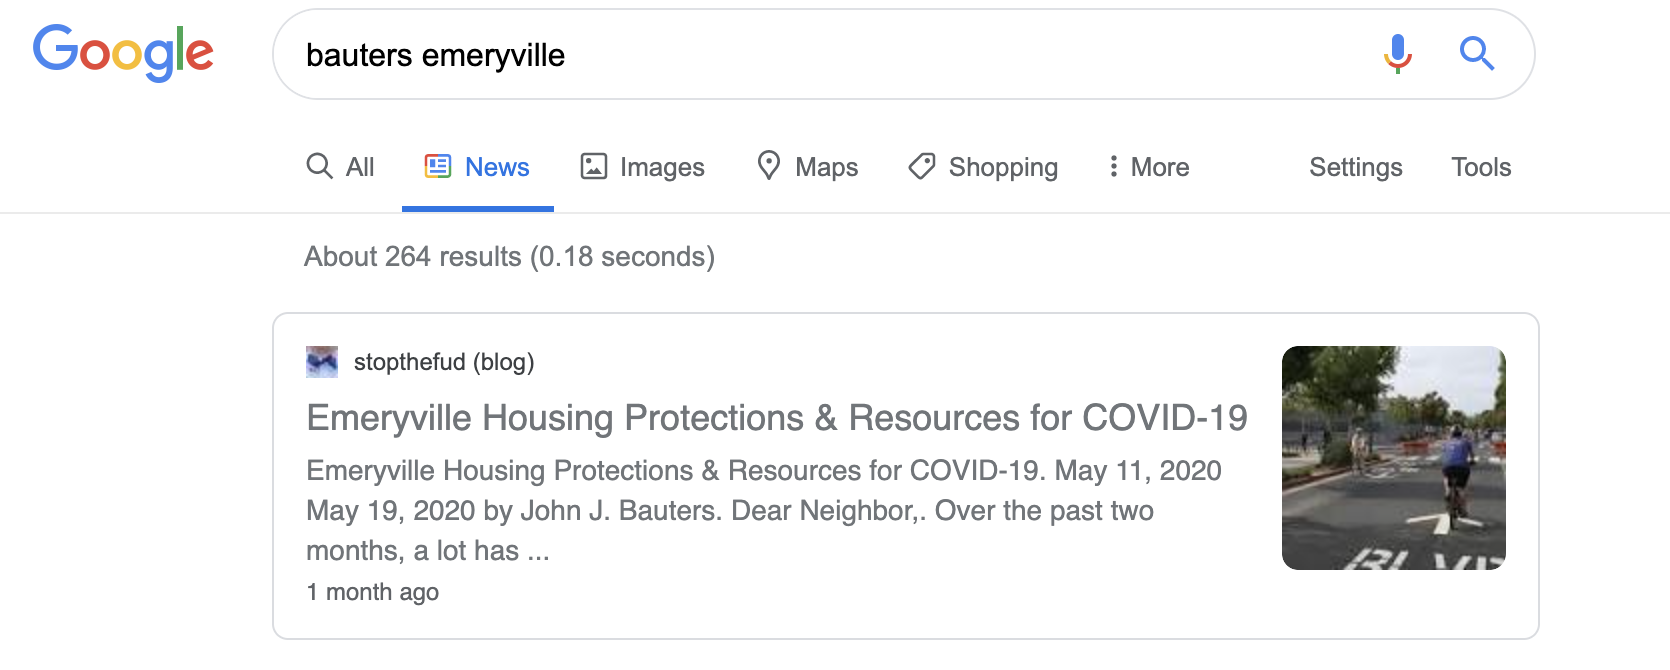 Google
bauters emeryville
All News Images Maps Shopping More Settings Tools
About 264 results (0.18 seconds)
stopthefud (blog)
Emeryville Housing Protections & Resources for COVID-19
Emeryville Housing Protections & Resources for COVID-19. May 11, 2020
May 19, 2020 by John J. Bauters. Dear Neighbor,. Over the past two
months, a lot has ...
1 month ago